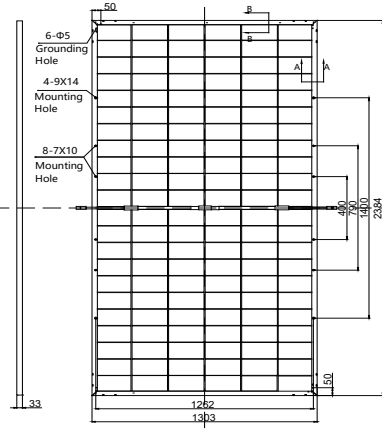 50
B
6-Φ5
Grounding
Hole
B
A
A
4-9X14
Mounting
Hole
8-7X10
Mounting
Hole
400
790
1400
2384
50
33
1262
1303